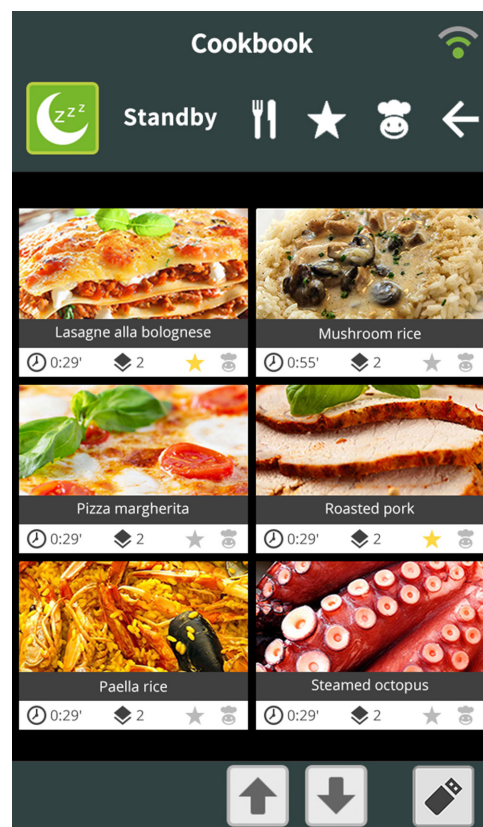 Cookbook
zzz
Standby
Lasagne alla bolognese
Mushroom rice
0:29' 2
0:55' 2
Pizza margherita
Roasted pork
0:29' 2
0:29' 2
Paella rice
Steamed octopus
0:29' 2
0:29' 2